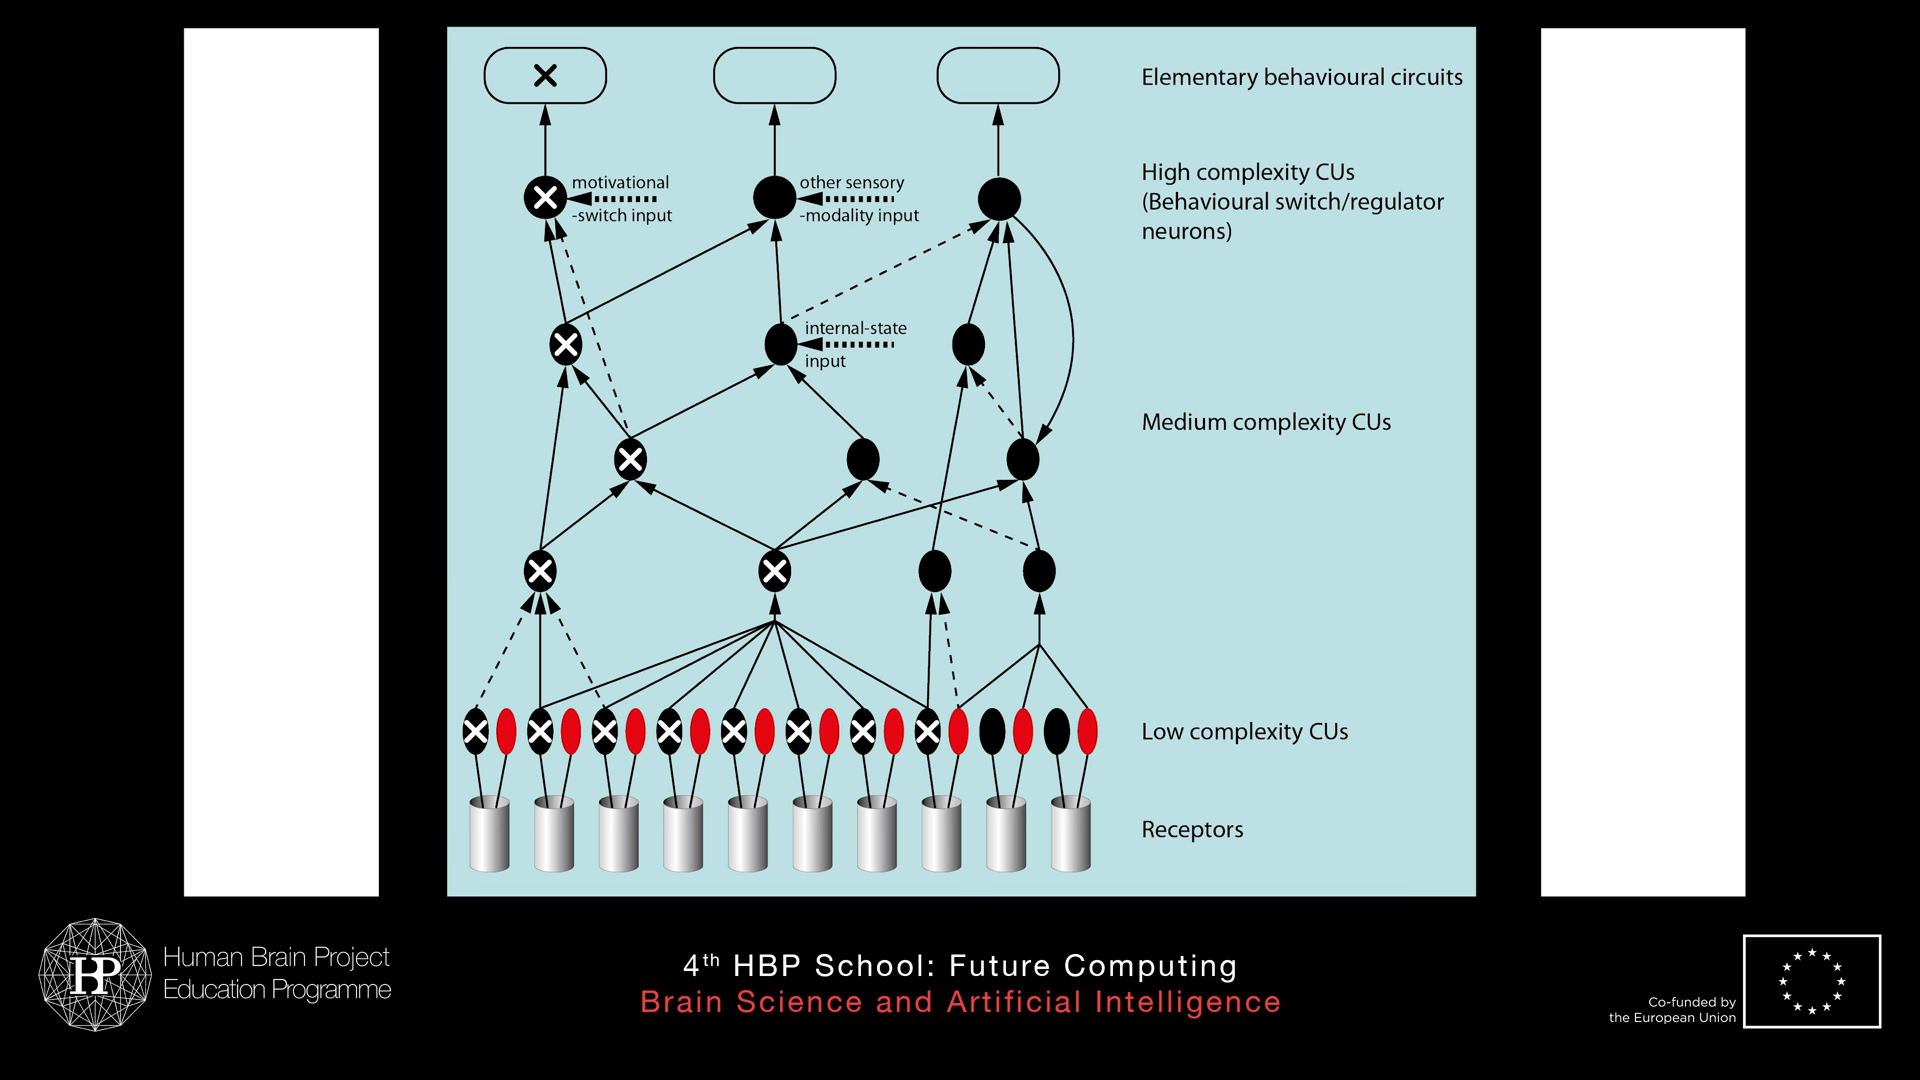 Elementary behavioural circuits
High complexity CUs
(Behavioural switch/regulator
neurons)
motivational
-switch input
other sensory
-modality input
internal-state
input
Medium complexity CUs
Low complexity CUs
Receptors
HBP
Human Brain Project
Education Programme
4th HBP School: Future Computing
Brain Science and Artificial Intelligence
Co-funded by
the European Union